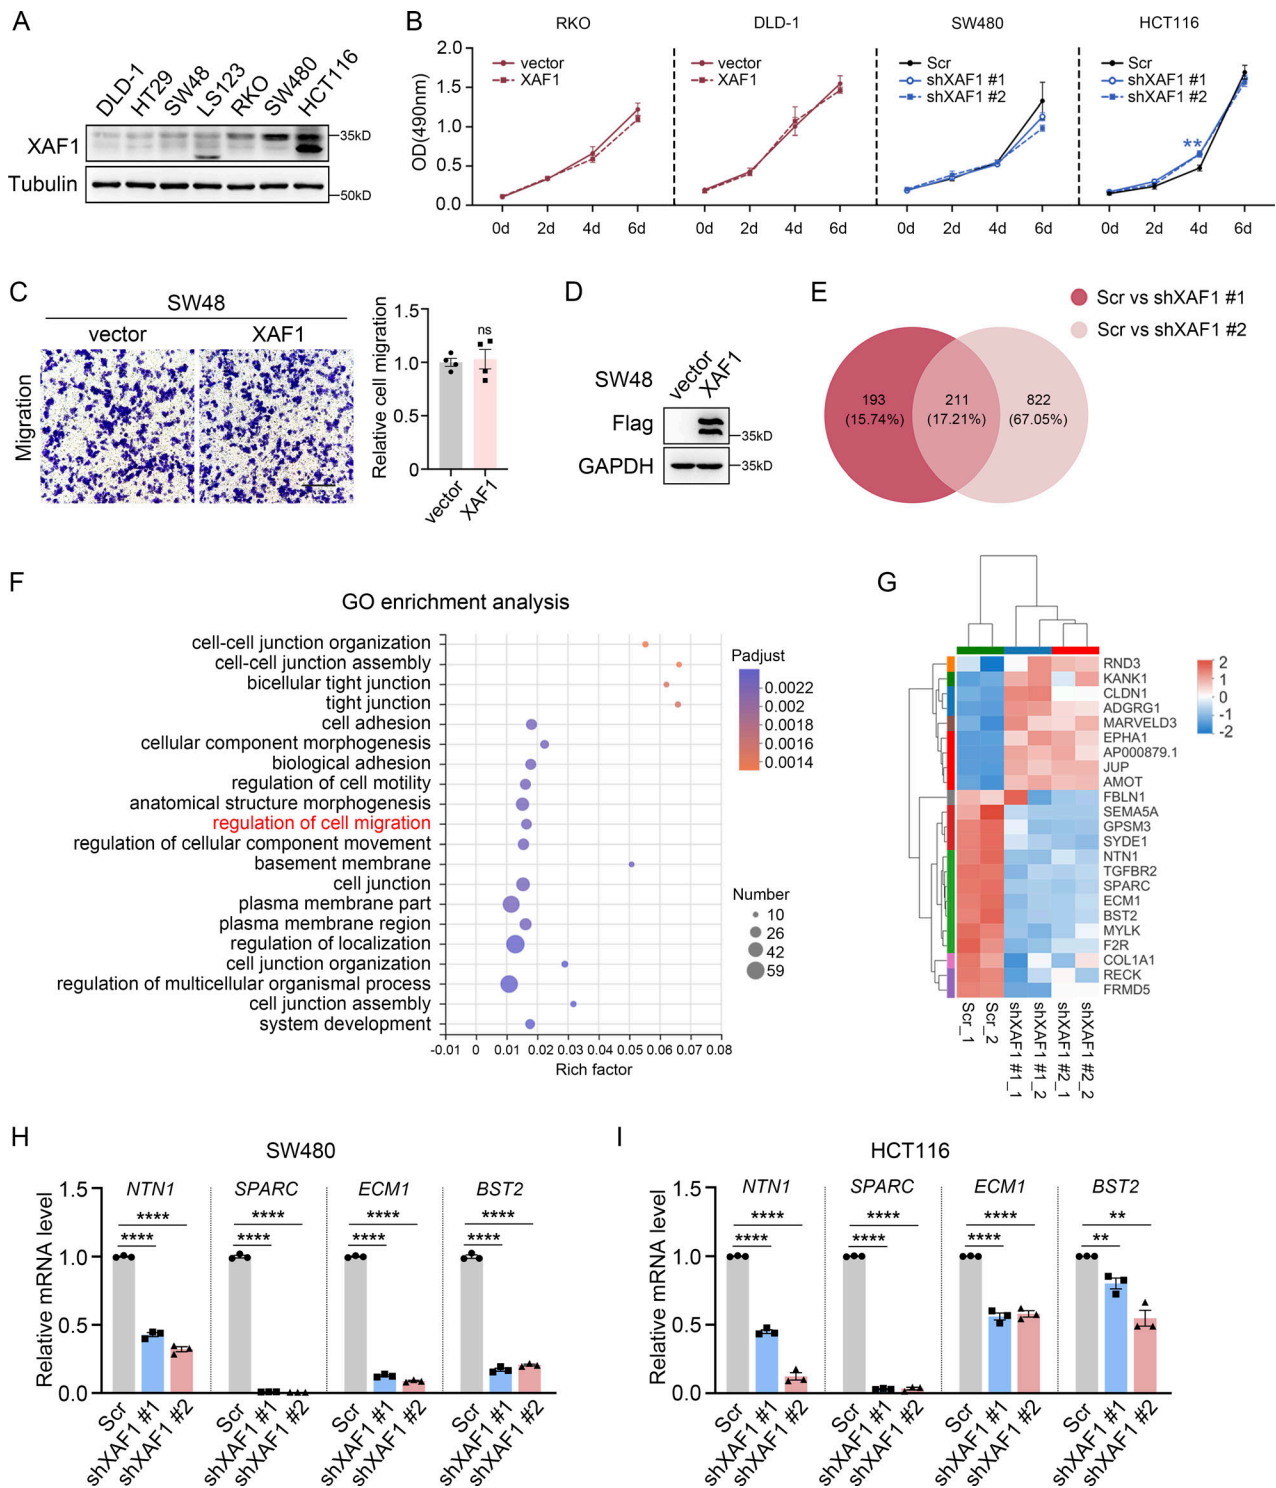 A
DLD-1
HT29
SW48
LS123
RKO
SW480
HCT116
XAF1
35kD
Tubulin
50kD
B
RKO
DLD-1
SW480
HCT116
OD(490nm)
2.0
1.5
1.0
0.5
0.0
vector
XAF1
vector
XAF1
Scr
shXAF1 #1
shXAF1 #2
Scr
shXAF1 #1
shXAF1 #2
**
0d 2d 4d 6d
0d 2d 4d 6d
0d 2d 4d 6d
0d 2d 4d 6d
C
SW48
vector
XAF1
Migration
Relative cell migration
1.5
1.0
0.5
0
ns
vector
XAF1
D
SW48
vector
XAF1
Flag
35kD
GAPDH
35kD
E
Scr vs shXAF1 #1
Scr vs shXAF1 #2
193
(15.74%)
211
(17.21%)
822
(67.05%)
F
GO enrichment analysis
cell-cell junction organization
cell-cell junction assembly
bicellular tight junction
tight junction
cell adhesion
cellular component morphogenesis
biological adhesion
regulation of cell motility
anatomical structure morphogenesis
regulation of cell migration
regulation of cellular component movement
basement membrane
cell junction
plasma membrane part
plasma membrane region
regulation of localization
cell junction organization
regulation of multicellular organismal process
cell junction assembly
system development
-0.01 0 0.01 0.02 0.03 0.04 0.05 0.06 0.07 0.08
Rich factor
Padjust
0.0022
0.002
0.0018
0.0016
0.0014
Number
10
26
42
59
G
RND3
KANK1
CLDN1
ADGRG1
MARVELD3
EPHA1
AP000879.1
JUP
AMOT
FBLN1
SEMA5A
GPSM3
SYDE1
NTN1
TGFBR2
SPARC
ECM1
BST2
MYLK
F2R
COL1A1
RECK
FRMD5
2
1
0
-1
-2
Scr_1
Scr_2
shXAF1 #1_1
shXAF1 #1_2
shXAF1 #2_1
shXAF1 #2_2
H
SW480
Relative mRNA level
1.5
1.0
0.5
0.0
NTN1
SPARC
ECM1
BST2
****
****
****
****
****
****
****
****
Scr
shXAF1 #1
shXAF1 #2
Scr
shXAF1 #1
shXAF1 #2
Scr
shXAF1 #1
shXAF1 #2
Scr
shXAF1 #1
shXAF1 #2
I
HCT116
Relative mRNA level
1.5
1.0
0.5
0.0
NTN1
SPARC
ECM1
BST2
****
****
****
****
****
****
**
**
Scr
shXAF1 #1
shXAF1 #2
Scr
shXAF1 #1
shXAF1 #2
Scr
shXAF1 #1
shXAF1 #2
Scr
shXAF1 #1
shXAF1 #2